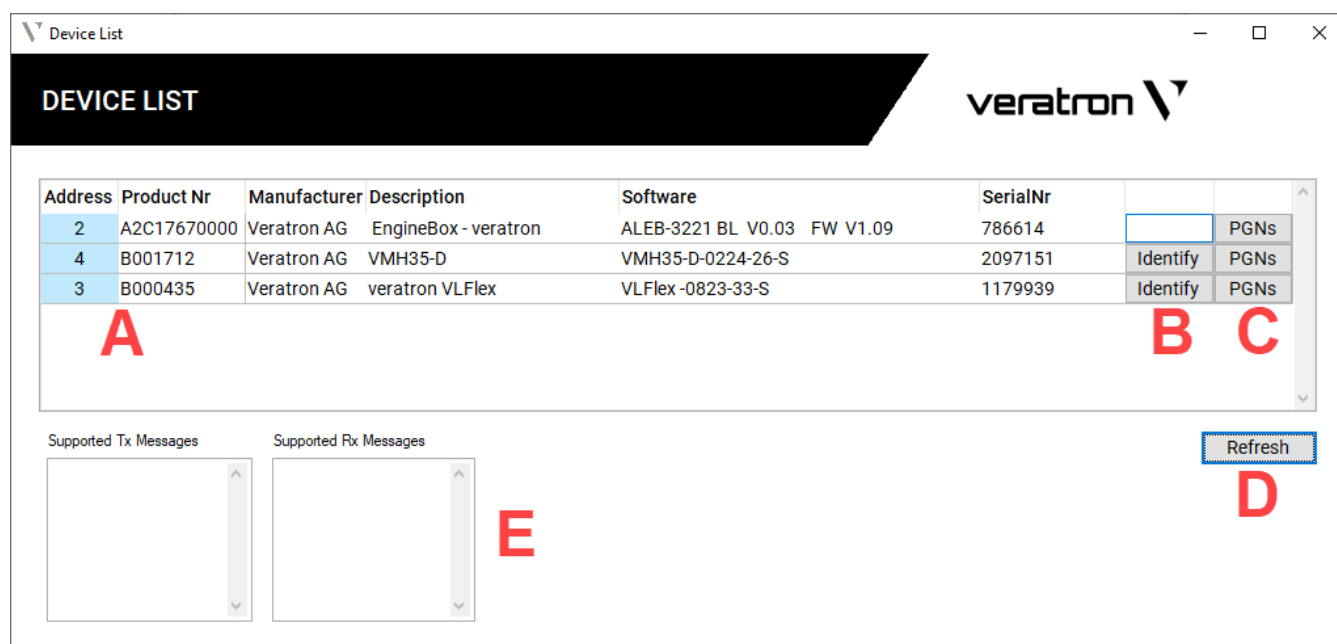 Device List
DEVICE LIST
veratron
Address Product Nr Manufacturer Description Software SerialNr
2 A2C17670000 Veratron AG EngineBox - veratron ALEB-3221 BL V0.03 FW V1.09 786614 PGNs
4 B001712 Veratron AG VMH35-D VMH35-D-0224-26-S 2097151 Identify PGNs
3 B000435 Veratron AG veratron VLFlex VLFlex -0823-33-S 1179939 Identify PGNs
A B C
Supported Tx Messages Supported Rx Messages Refresh
D
E